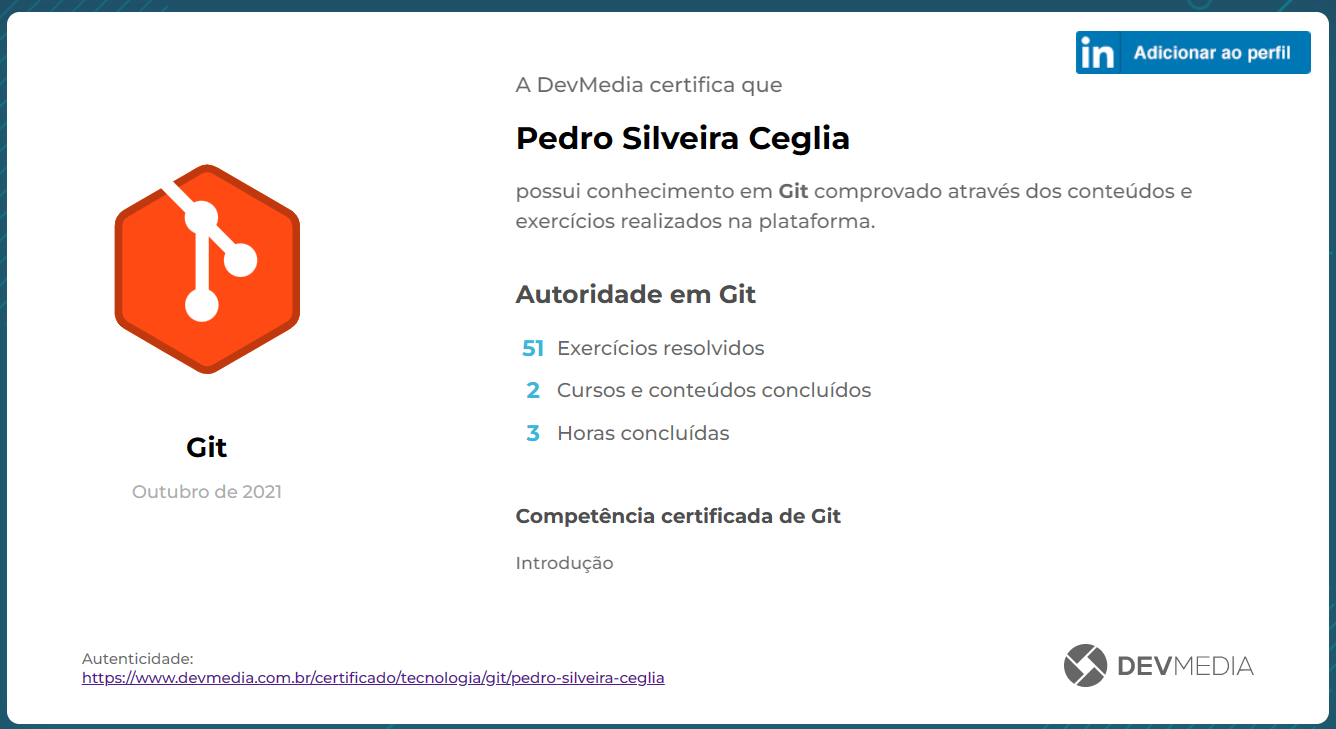 in Adicionar ao perfil
A DevMedia certifica que
Pedro Silveira Ceglia
possui conhecimento em Git comprovado através dos conteúdos e
exercícios realizados na plataforma.
Autoridade em Git
51 Exercícios resolvidos
2 Cursos e conteúdos concluídos
3 Horas concluídas
Git
Outubro de 2021
Competência certificada de Git
Introdução
Autenticidade:
https://www.devmedia.com.br/certificado/tecnologia/git/pedro-silveira-ceglia
DEVMEDIA